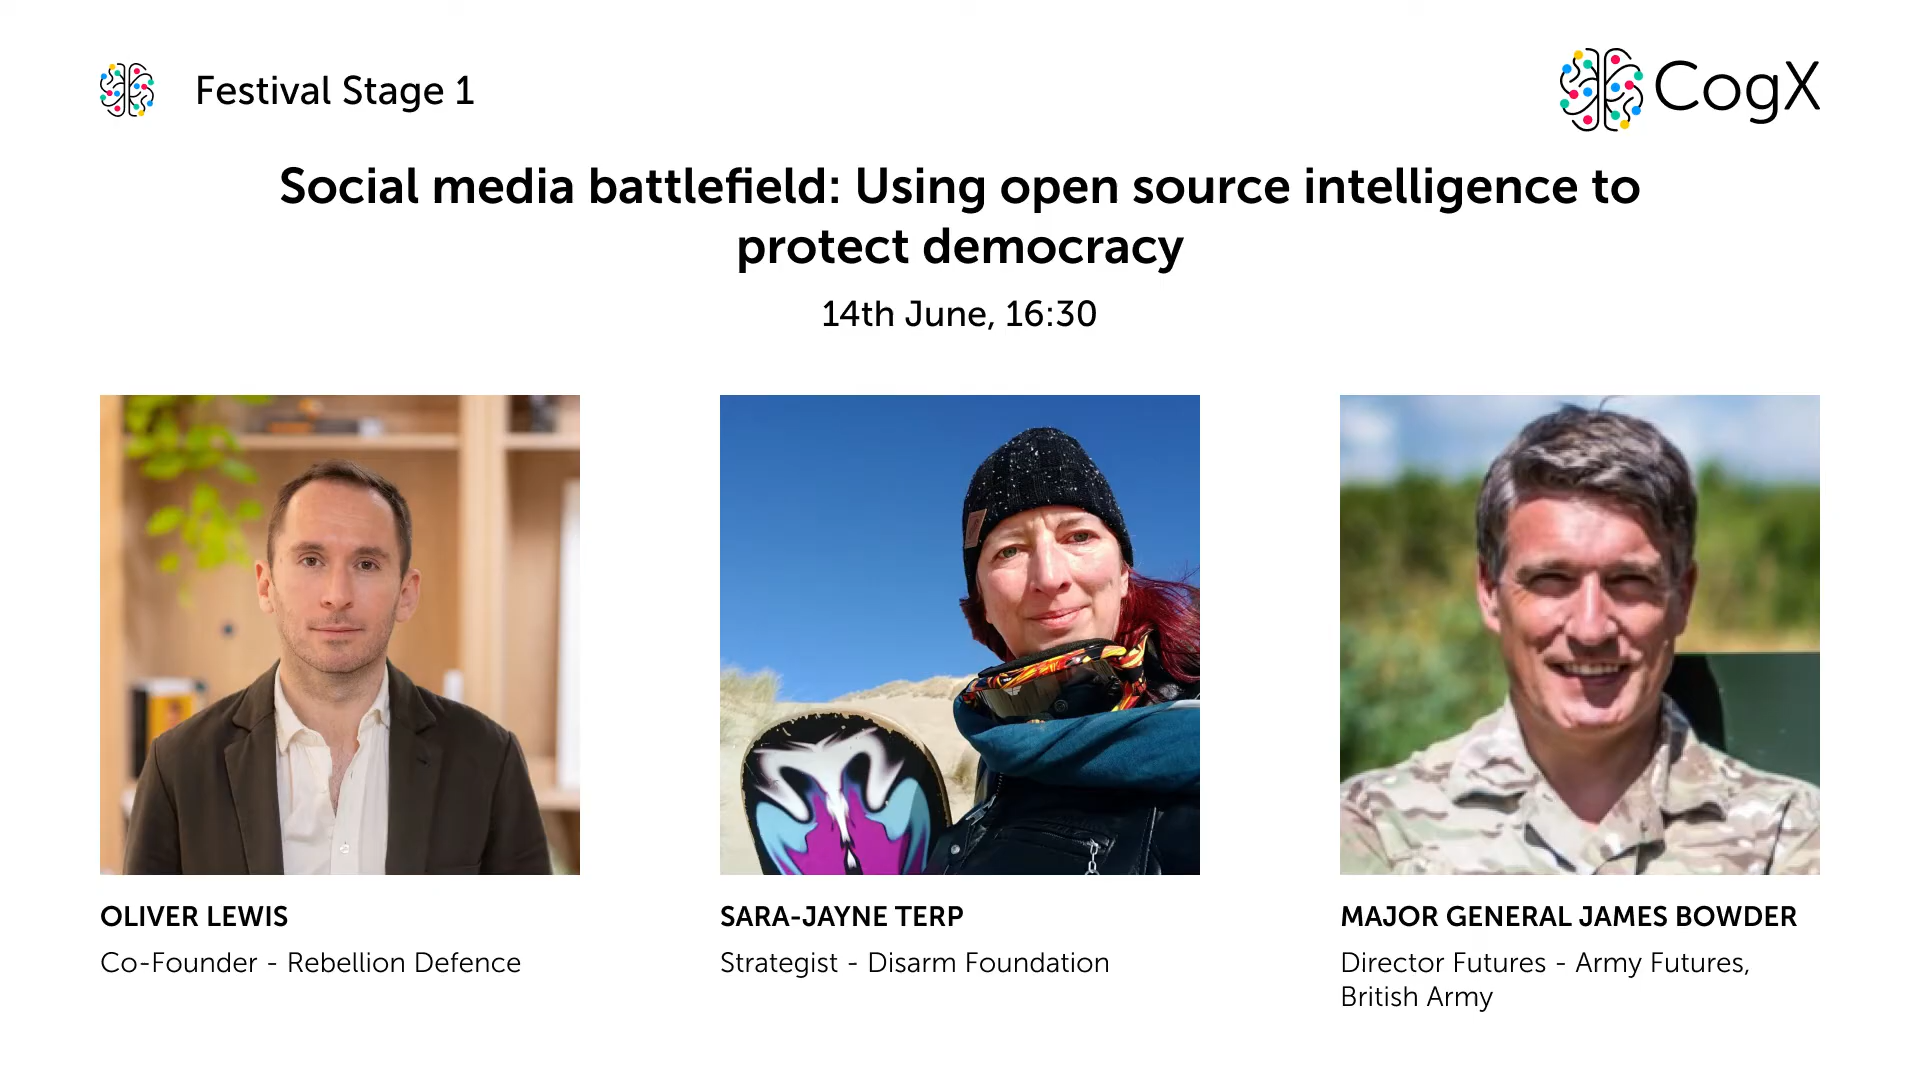 Festival Stage 1
CogX
Social media battlefield: Using open source intelligence to
protect democracy
14th June, 16:30
OLIVER LEWIS
Co-Founder - Rebellion Defence
SARA-JAYNE TERP
Strategist - Disarm Foundation
MAJOR GENERAL JAMES BOWDER
Director Futures - Army Futures,
British Army